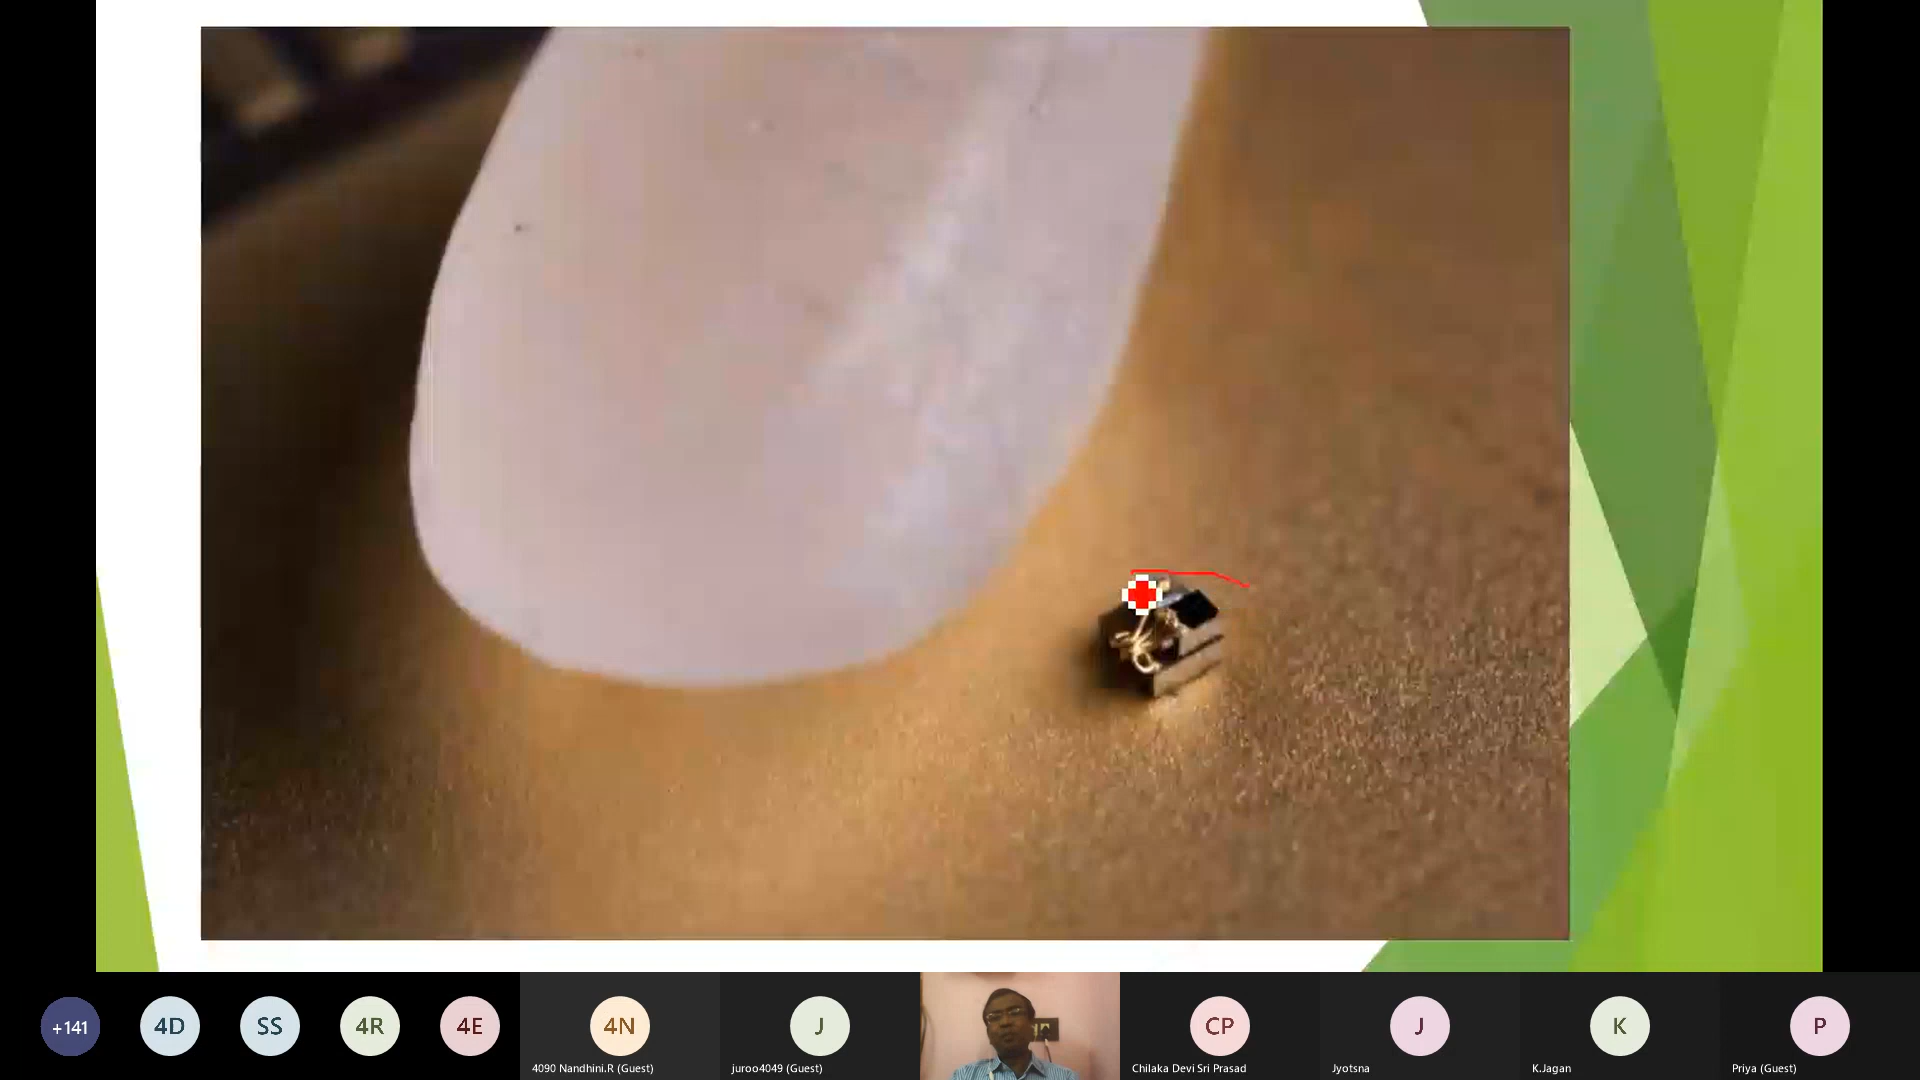 +141
4D
SS
4R
4E
4N
4090 Nandhini.R (Guest)
J
juroo4049 (Guest)
CP
Chilaka Devi Sri Prasad
J
Jyotsna
K
K.Jagan
P
Priya (Guest)